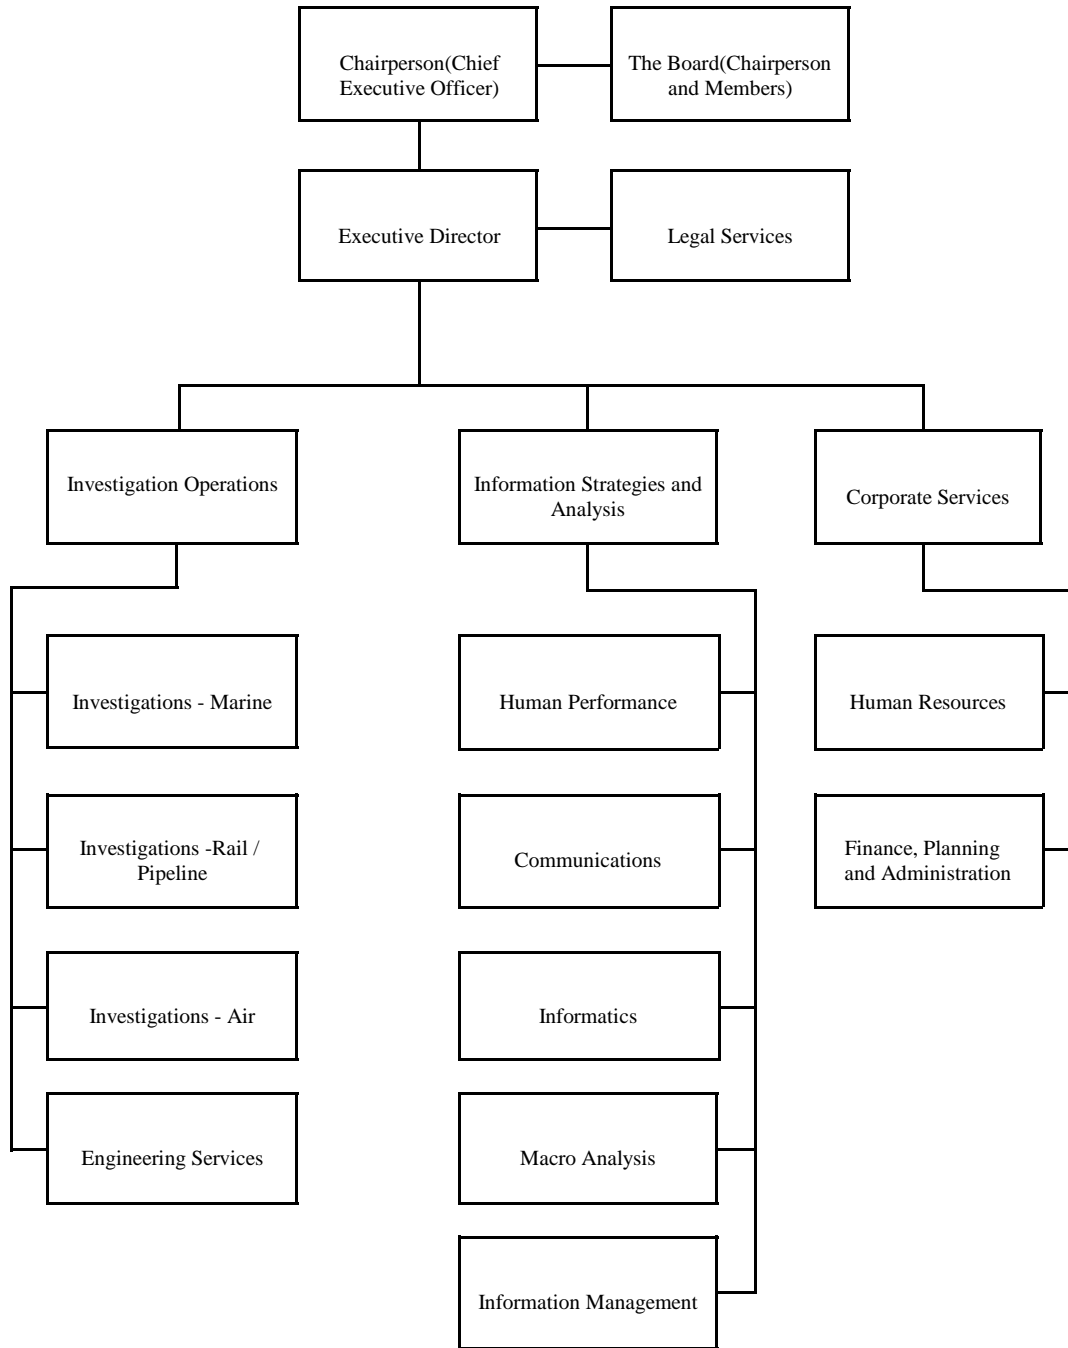 Chairperson(Chief
Executive Officer)
The Board(Chairperson
and Members)
Executive Director
Legal Services
Investigation Operations
Information Strategies and
Analysis
Corporate Services
Investigations - Marine
Human Performance
Human Resources
Investigations -Rail /
Pipeline
Communications
Finance, Planning
and Administration
Investigations - Air
Informatics
Engineering Services
Macro Analysis
Information Management